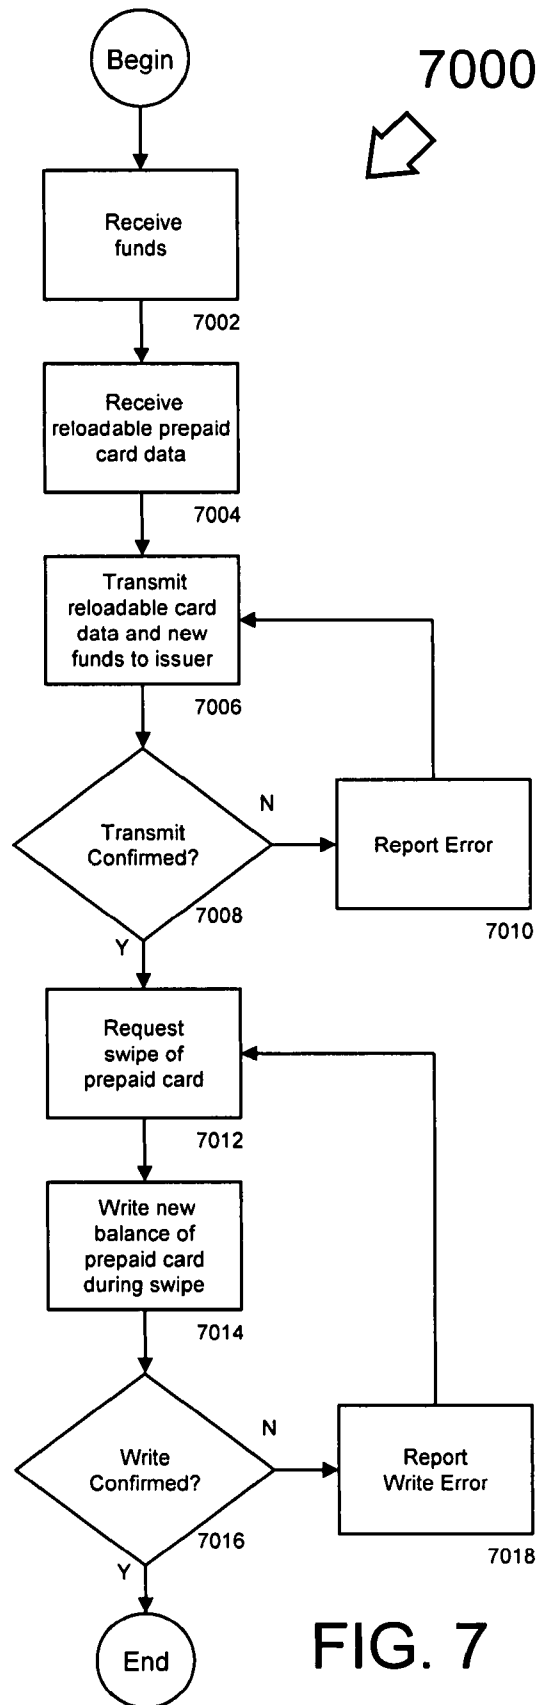 Begin
7000
Receive
funds
7002
Receive
reloadable prepaid
card data
7004
Transmit
reloadable card
data and new
funds to issuer
7006
Transmit
Confirmed?
7008
N
Y
Report Error
7010
Request
swipe of
prepaid card
7012
Write new
balance of
prepaid card
during swipe
7014
Write
Confirmed?
7016
N
Y
Report
Write Error
7018
End
FIG. 7